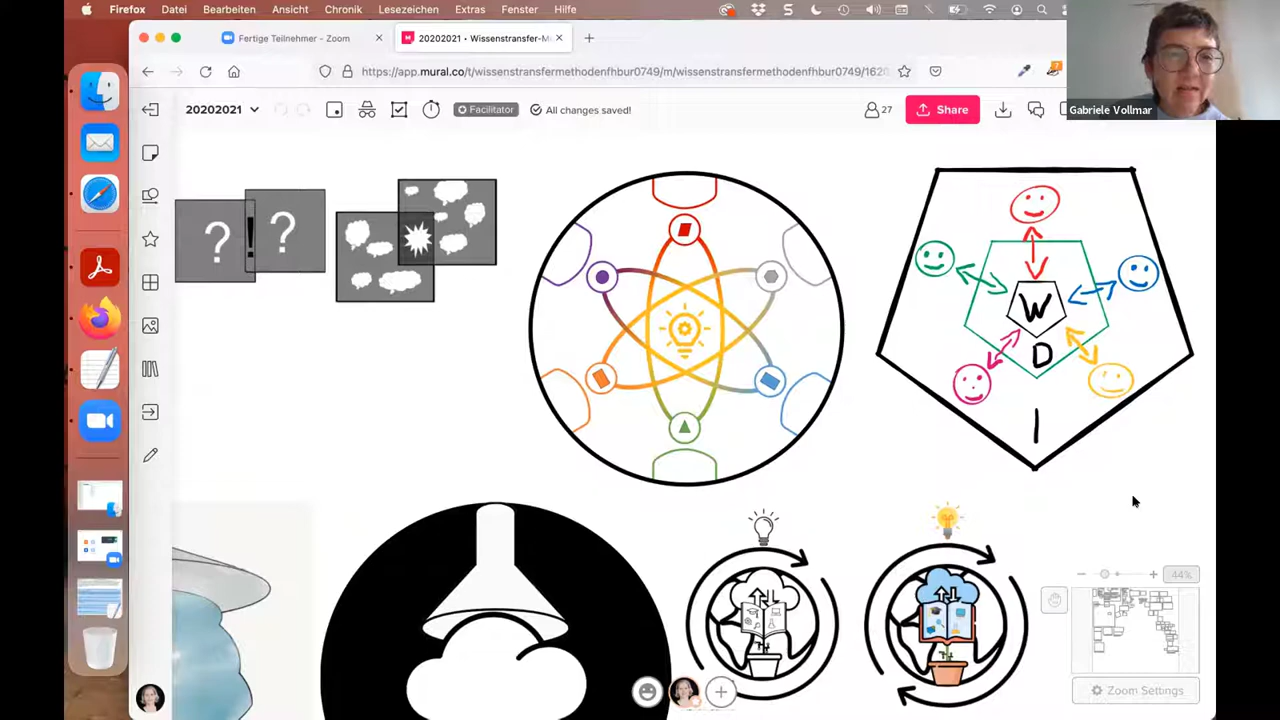 Firefox Datei Bearbeiten Ansicht Chronik Lesezeichen Extras Fenster Hilfe
Fertige Teilnehmer - Zoom
20202021 • Wissenstransfer-M
https://app.mural.co/t/wissenstransfermethodenfhbur0749/m/wissenstransfermethodenfhbur0749/162
Gabriele Vollmar
20202021
Facilitator
All changes saved!
27
Share
? ! ?
W
D
I
44%
Zoom Settings